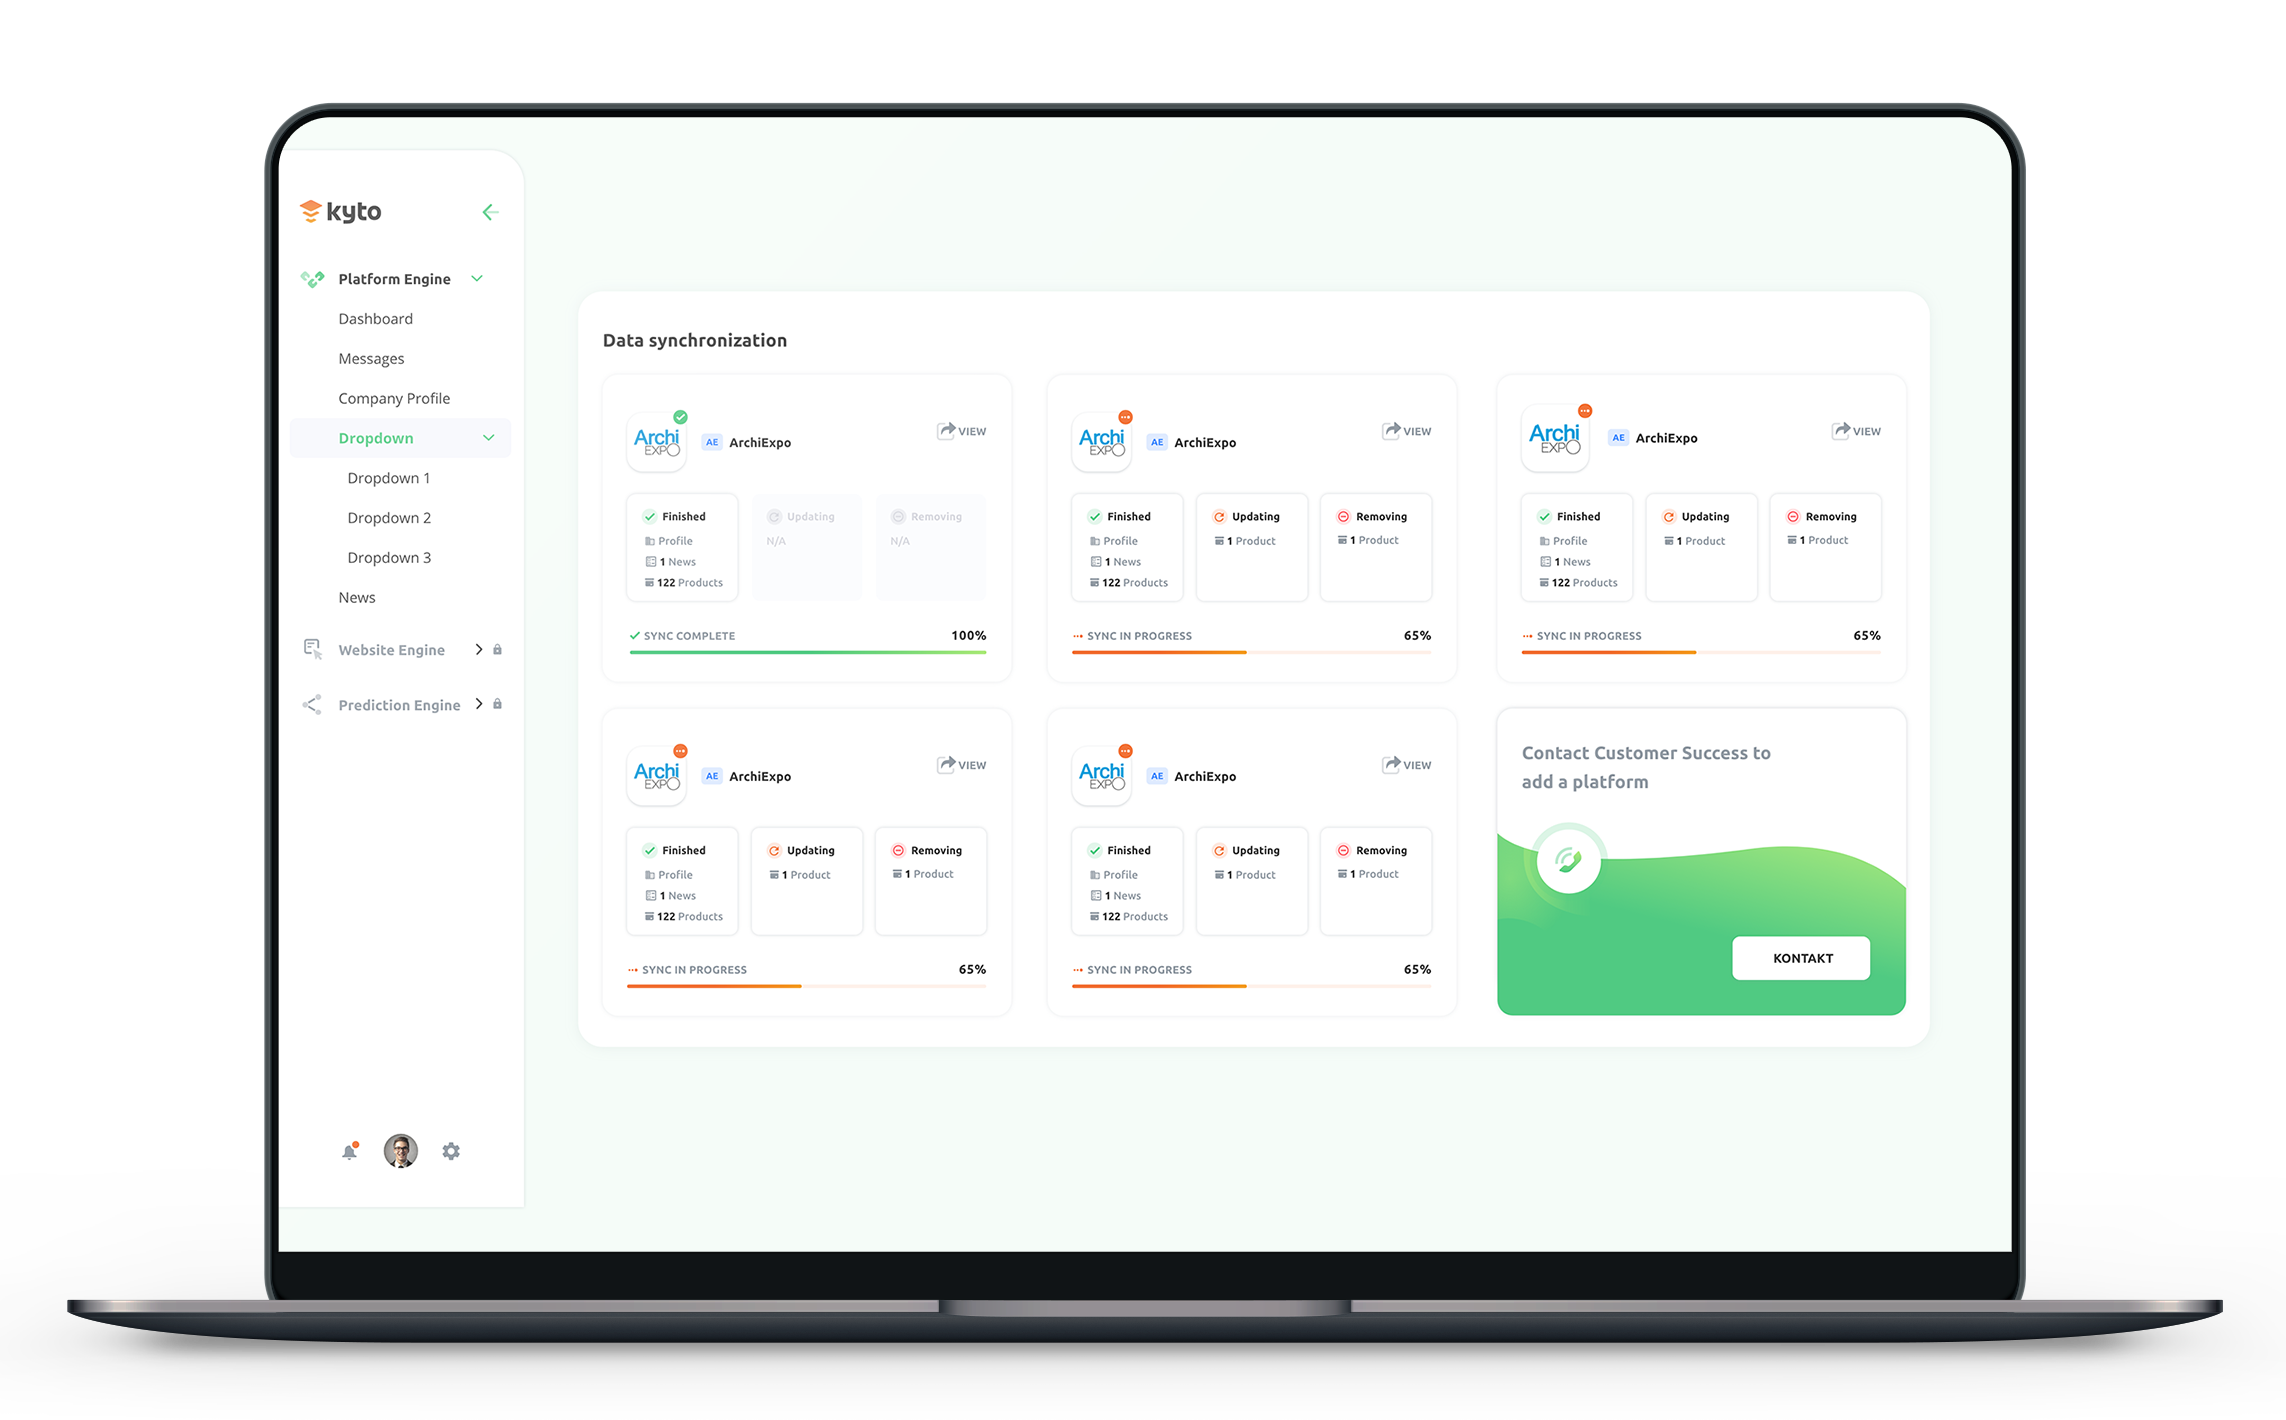 kyto
Platform Engine
Dashboard
Messages
Company Profile
Dropdown
Dropdown 1
Dropdown 2
Dropdown 3
News
Website Engine
Prediction Engine
Data synchronization
Archi
EXPO
AE ArchiExpo
VIEW
Finished
Profile
1 News
122 Products
Updating
N/A
Removing
N/A
SYNC COMPLETE 100%
Archi
EXPO
AE ArchiExpo
VIEW
Finished
Profile
1 News
122 Products
Updating
1 Product
Removing
1 Product
SYNC IN PROGRESS 65%
Archi
EXPO
AE ArchiExpo
VIEW
Finished
Profile
1 News
122 Products
Updating
1 Product
Removing
1 Product
SYNC IN PROGRESS 65%
Archi
EXPO
AE ArchiExpo
VIEW
Finished
Profile
1 News
122 Products
Updating
1 Product
Removing
1 Product
SYNC IN PROGRESS 65%
Archi
EXPO
AE ArchiExpo
VIEW
Finished
Profile
1 News
122 Products
Updating
1 Product
Removing
1 Product
SYNC IN PROGRESS 65%
Contact Customer Success to
add a platform
KONTAKT